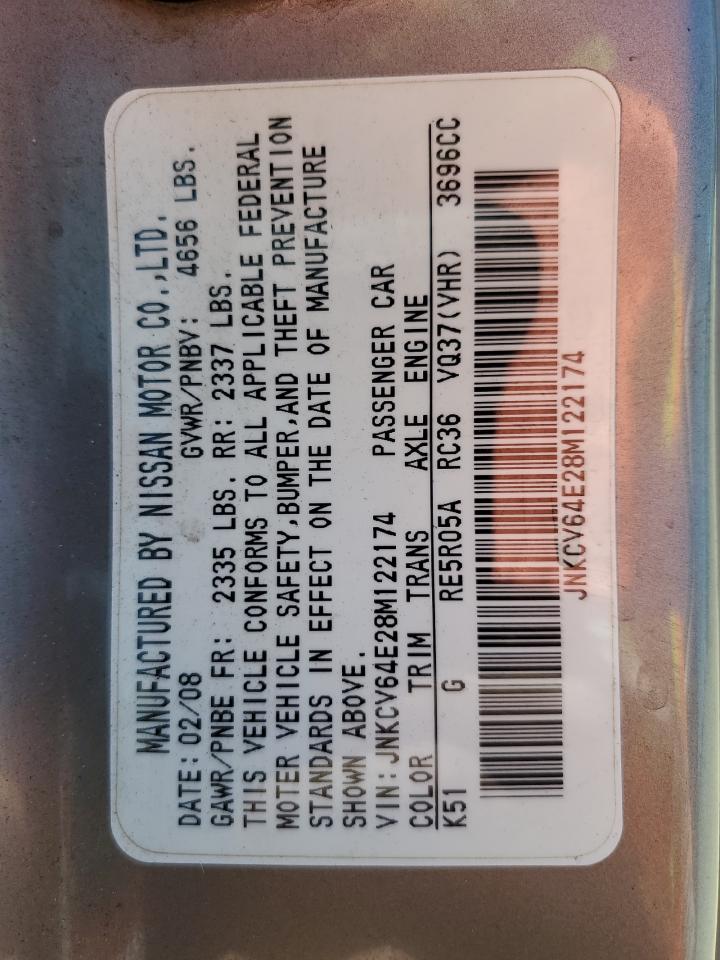 MANUFACTURED BY NISSAN MOTOR CO.,LTD.
DATE: 02/08 GVWR/PNBV: 4656 LBS.
GAWR/PNBE FR: 2335 LBS. RR: 2337 LBS.
THIS VEHICLE CONFORMS TO ALL APPLICABLE FEDERAL
MOTER VEHICLE SAFETY,BUMPER,AND THEFT PREVENTION
STANDARDS IN EFFECT ON THE DATE OF MANUFACTURE
SHOWN ABOVE.
VIN: JNKCV64E28M122174 PASSENGER CAR
COLOR TRIM TRANS AXLE ENGINE
K51 G RE5R05A RC36 VQ37(VHR) 3696CC
JNKCV64E28M122174